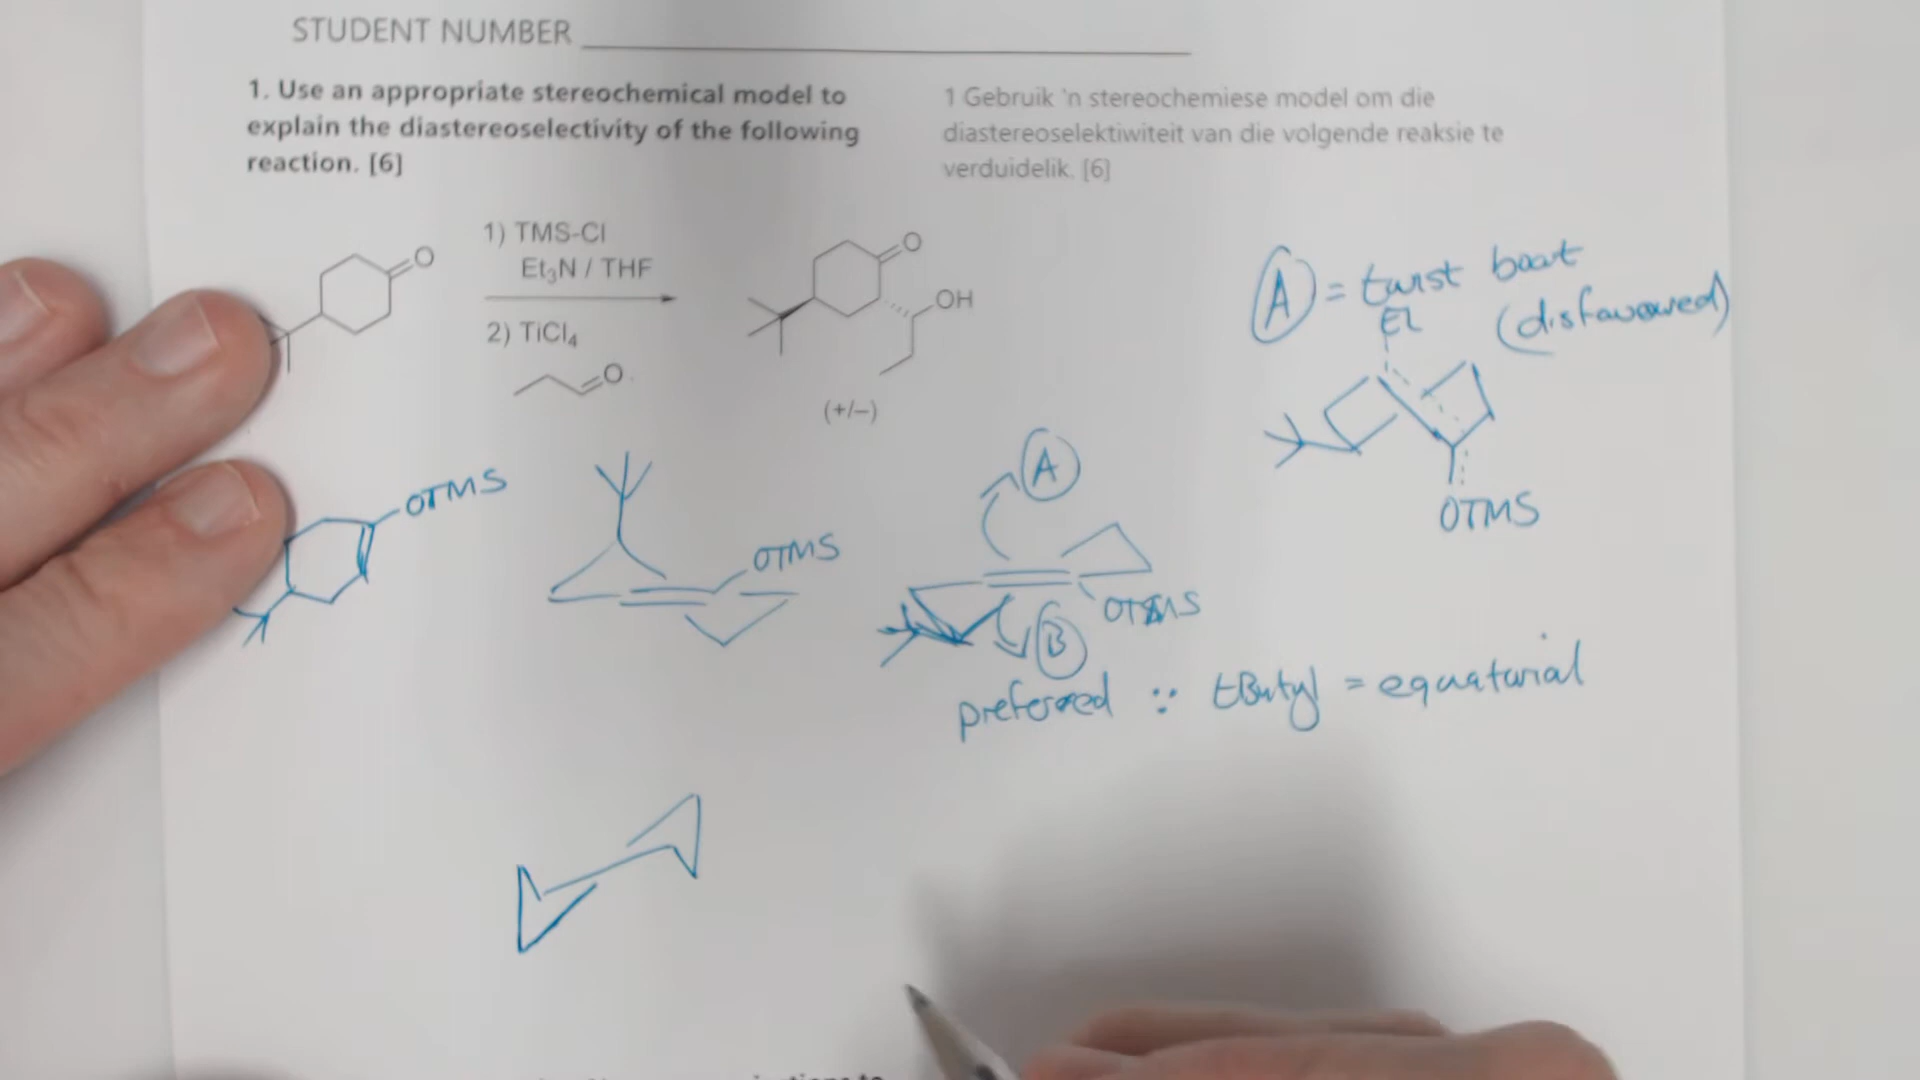 STUDENT NUMBER
1. Use an appropriate stereochemical model to
explain the diastereoselectivity of the following
reaction. [6]
1 Gebruik 'n stereochemiese model om die
diastereoselektiwiteit van die volgende reaksie te
verduidelik. [6]
O
1) TMS-Cl
Et₃N / THF
2) TiCl₄
O
O
OH
(+/–)
A = twist boat
(disfavoured)
EL
OTMS
OTMS
OTMS
A
OTMS
B
preferred ∵ tButyl = equatorial